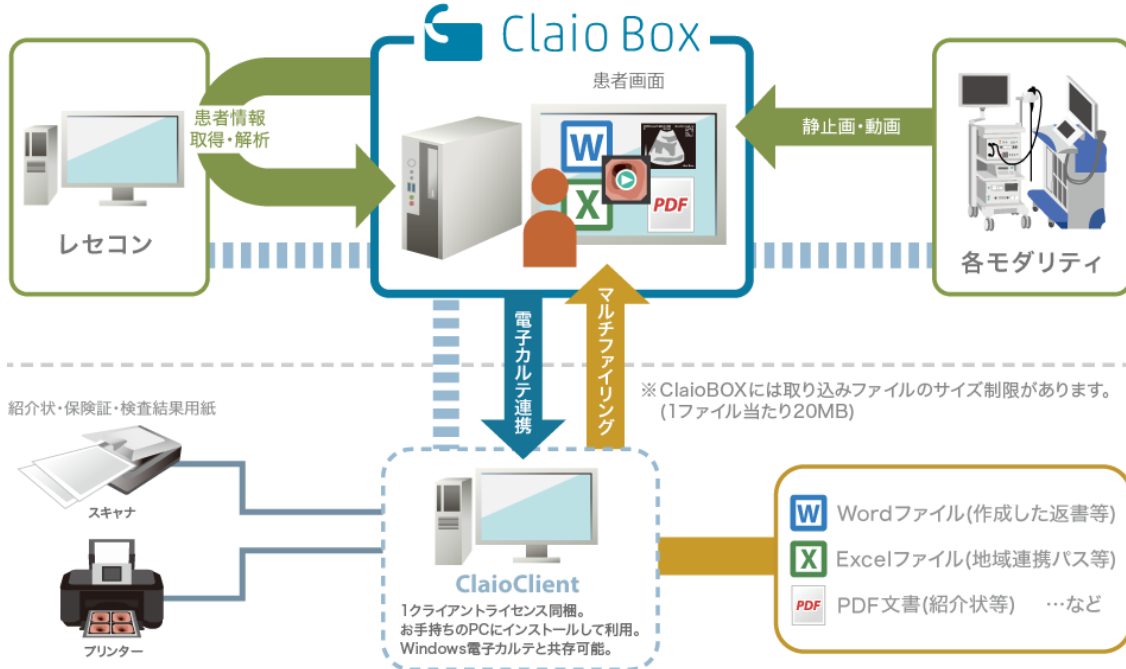 Claio Box
患者画面
患者情報
取得・解析
静止画・動画
W
X
PDF
レセコン
各モダリティ
電子カルテ連携
マルチファイリング
※ClaioBOXには取り込みファイルのサイズ制限があります。
(1ファイル当たり20MB)
紹介状・保険証・検査結果用紙
スキャナ
プリンター
ClaioClient
1クライアントライセンス同梱。
お手持ちのPCにインストールして利用。
Windows電子カルテと共存可能。
W Wordファイル(作成した返書等)
X Excelファイル(地域連携パス等)
PDF PDF文書(紹介状等) …など